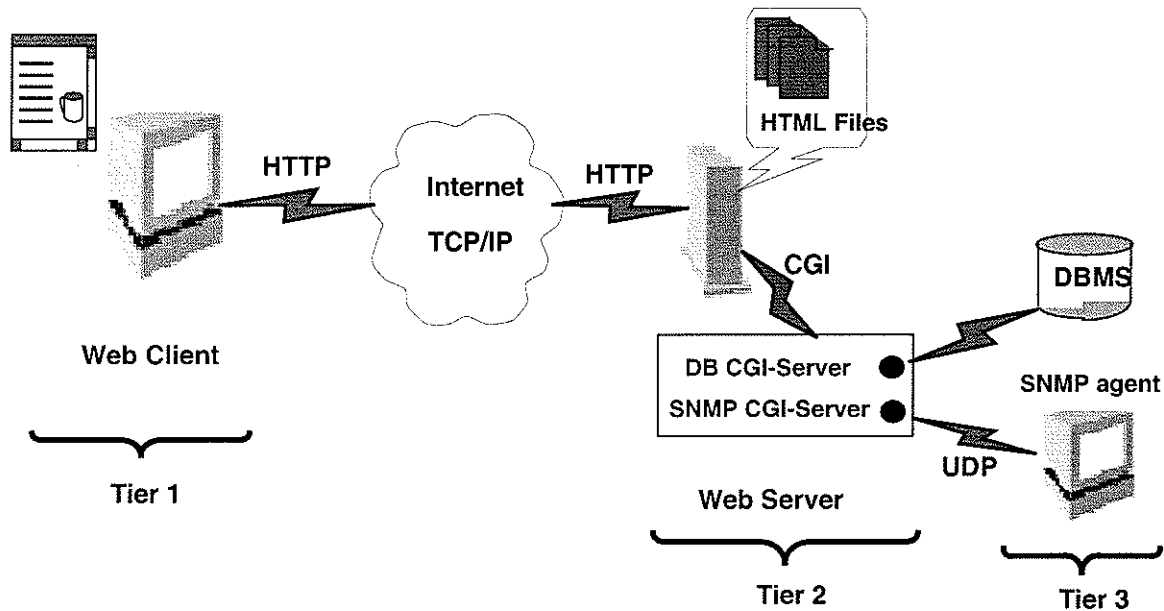 HTML Files
HTTP
Internet
TCP/IP
HTTP
CGI
DBMS
Web Client
DB CGI-Server
SNMP CGI-Server
SNMP agent
UDP
Tier 1
Web Server
Tier 2
Tier 3